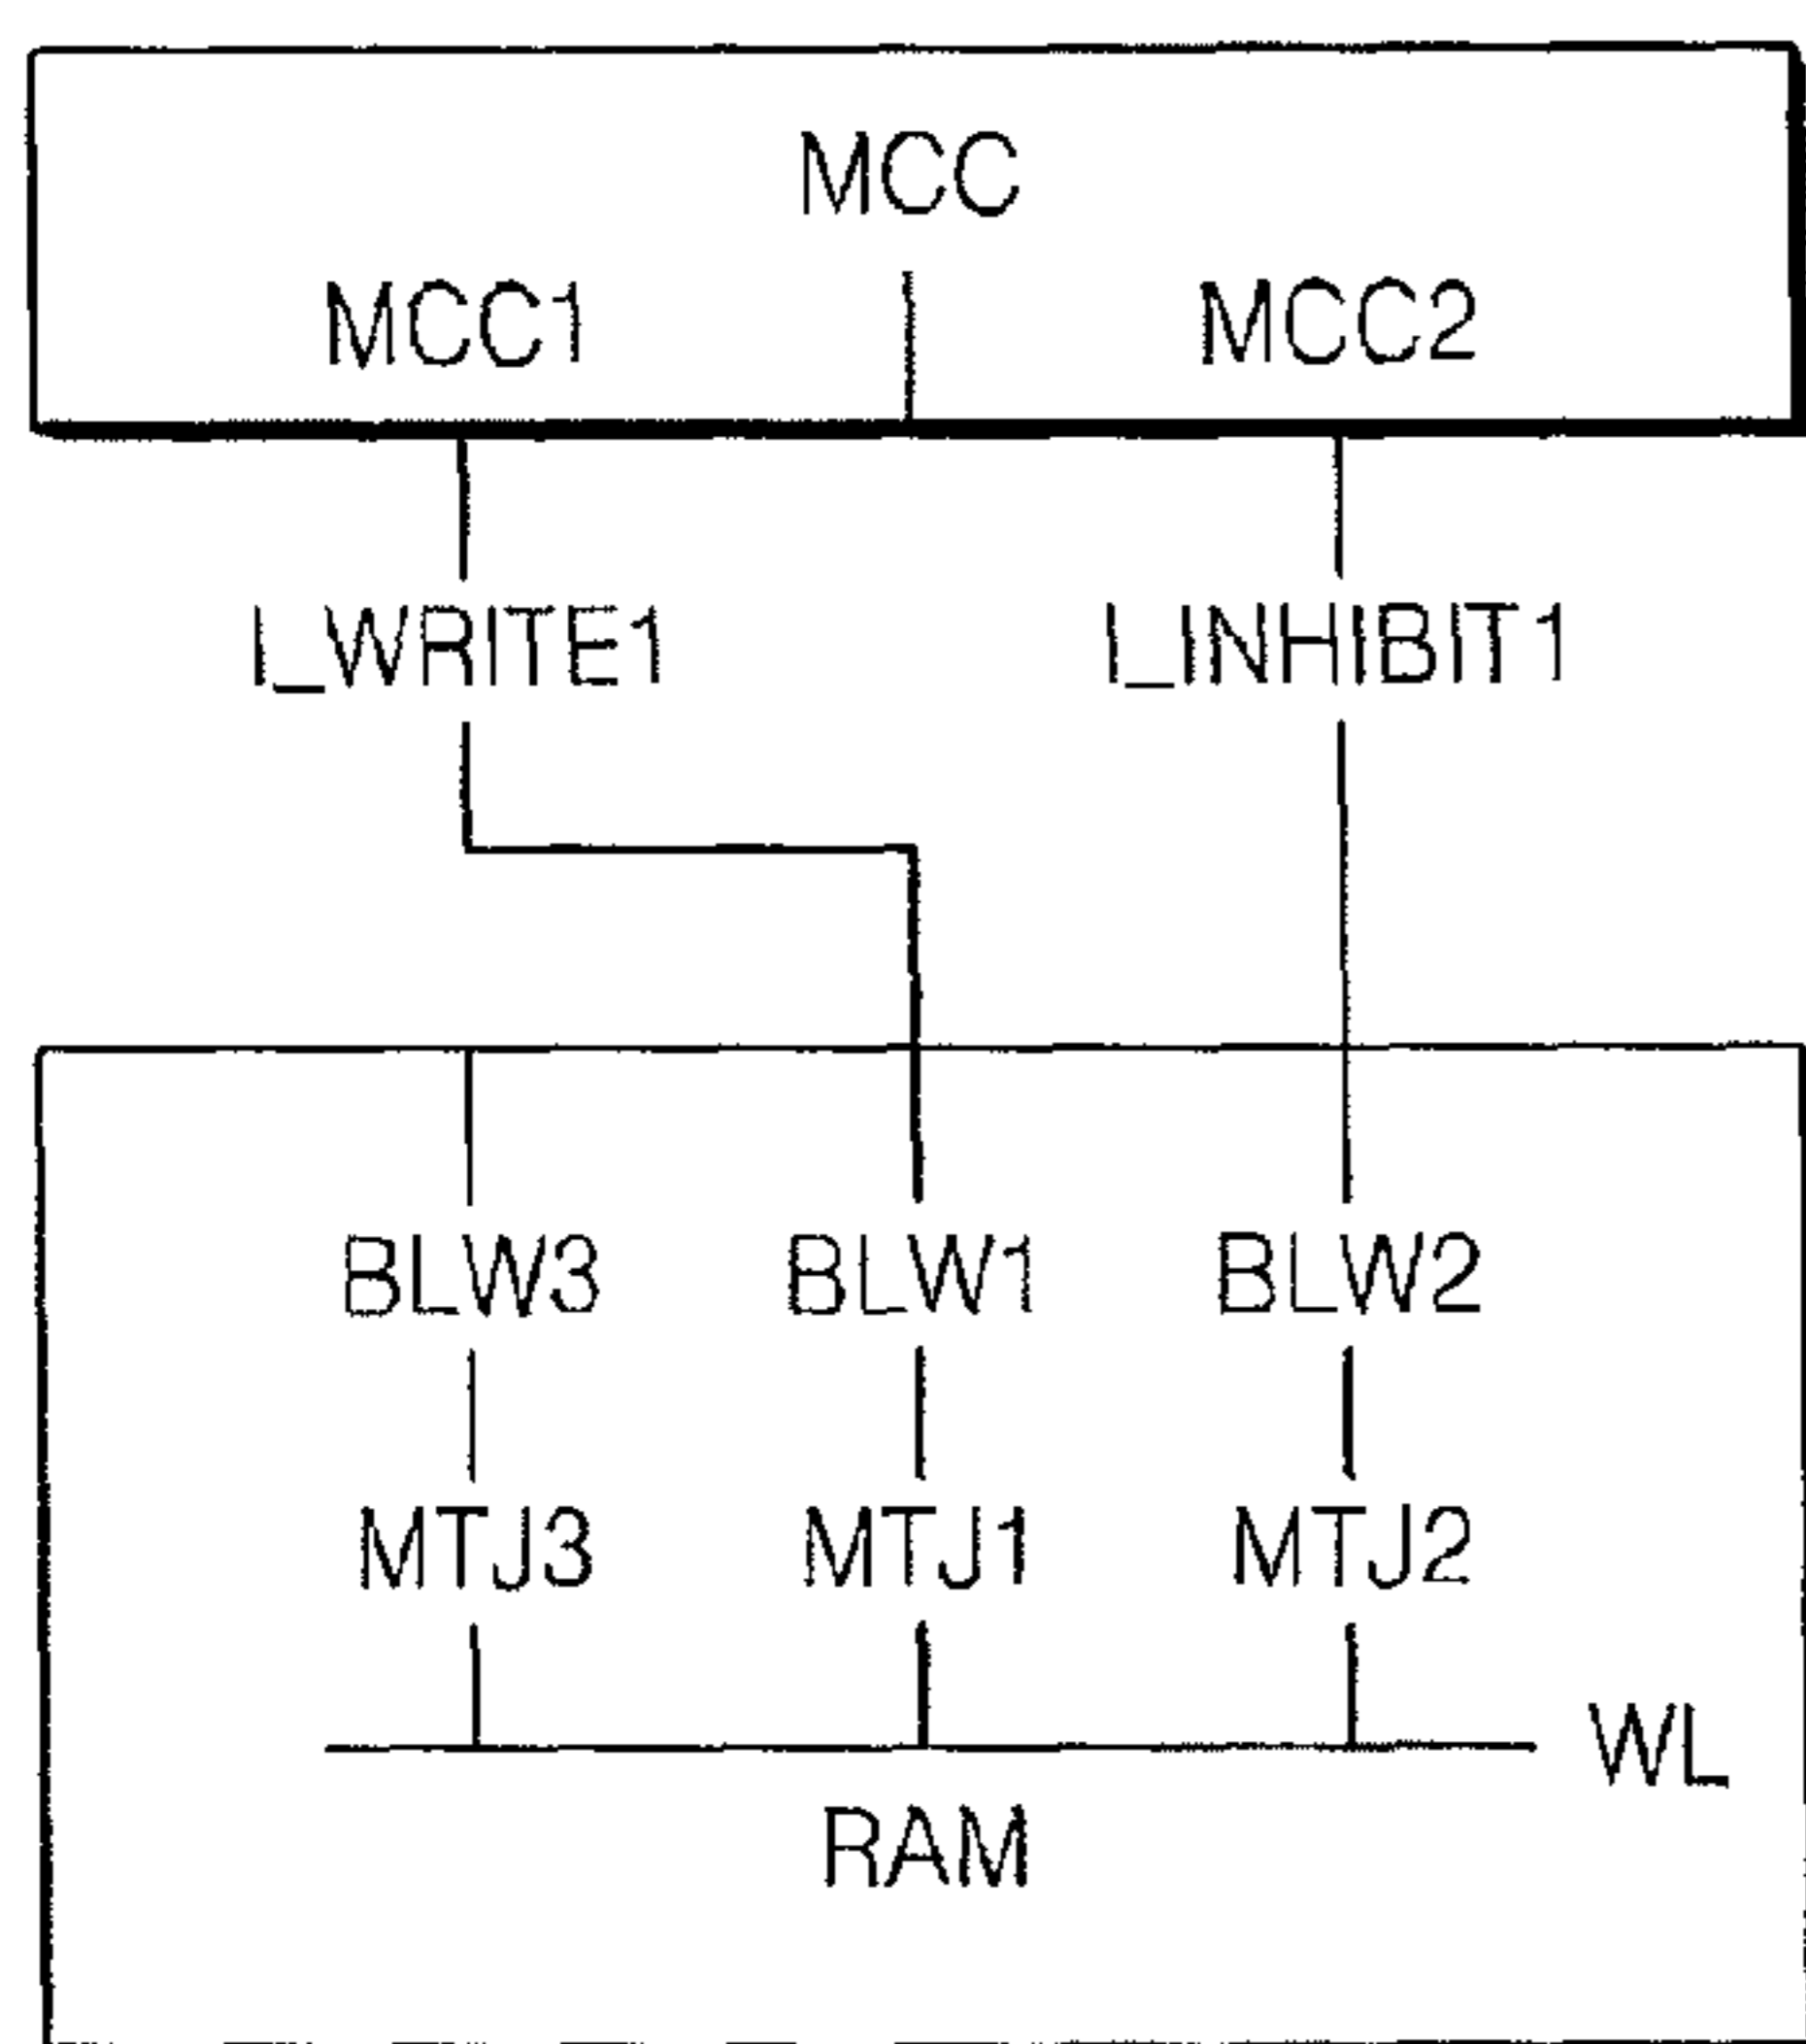 MCC
MCC1 MCC2
I_WRITE1 I_INHIBIT1
BLW3 BLW1 BLW2
MTJ3 MTJ1 MTJ2
WL
RAM